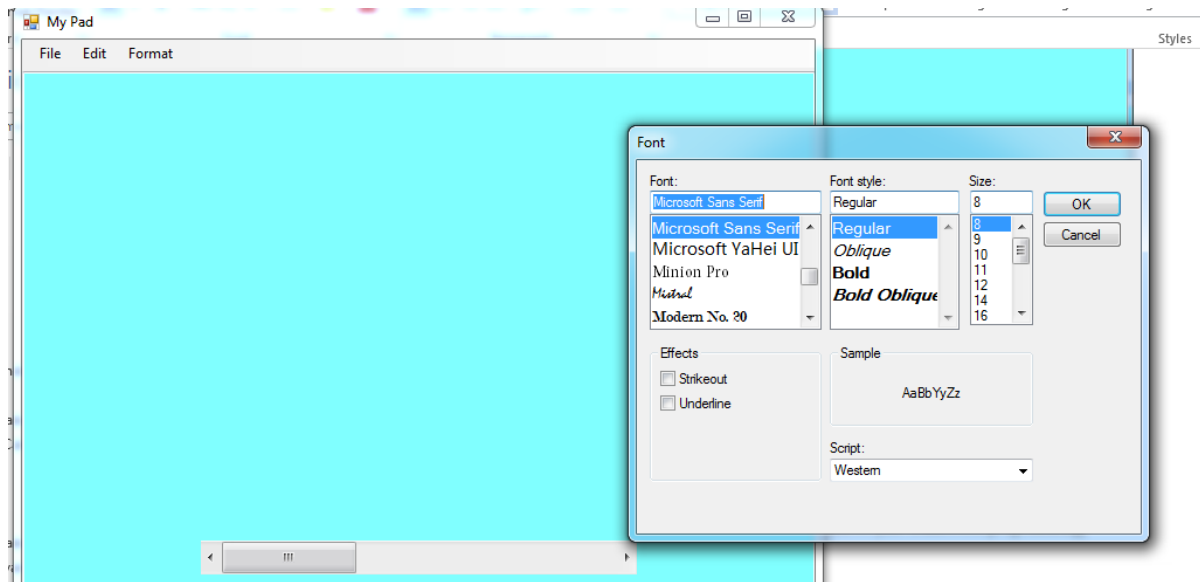 My Pad
Styles
File Edit Format
Font
Font: Font style: Size:
Microsoft Sans Serif Regular 8
OK
Microsoft Sans Serif Regular 8
Cancel
Microsoft YaHei UI Oblique 9
Minion Pro Bold 10
Mistral Bold Oblique 11
Modern No. 20 12
14
16
Effects Sample
Strikeout
AaBbYyZz
Underline
Script:
Western